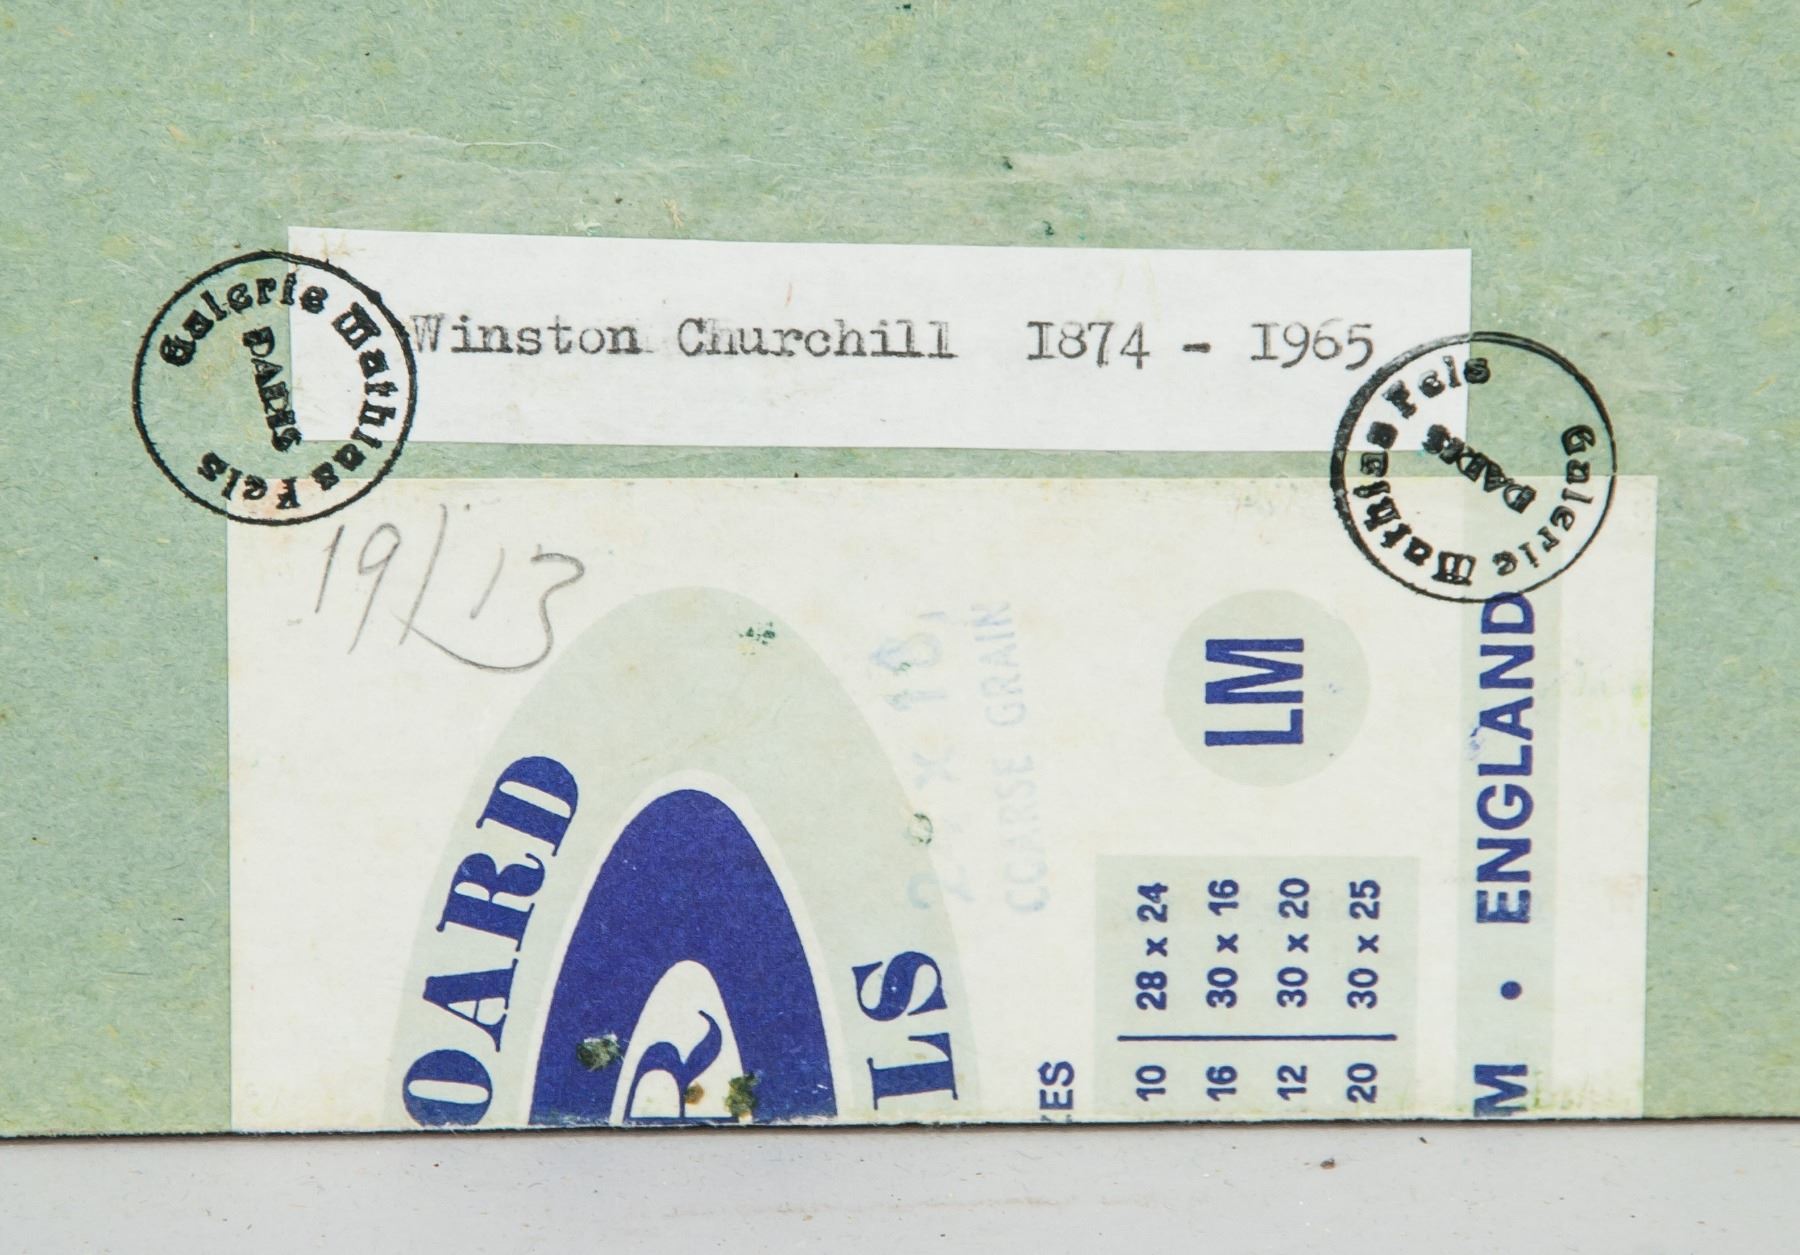 Winston Churchill 1874 - 1965
Galerie Mathias Fels
PARIS
Galerie Mathias Fels
PARIS
19/13
OARD
R
LS
COARSE GRAIN
LM
ZES
10 28 x 24
16 30 x 16
12 30 x 20
20 30 x 25
M • ENGLAND